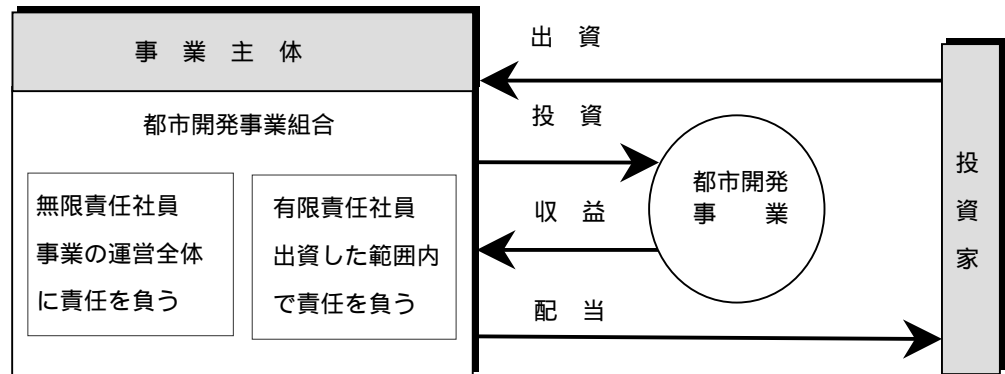 事 業 主 体
都市開発事業組合
無限責任社員
事業の運営全体
に責任を負う
有限責任社員
出資した範囲内
で責任を負う
出 資
投 資
収 益
配 当
都市開発
事 業
投
資
家